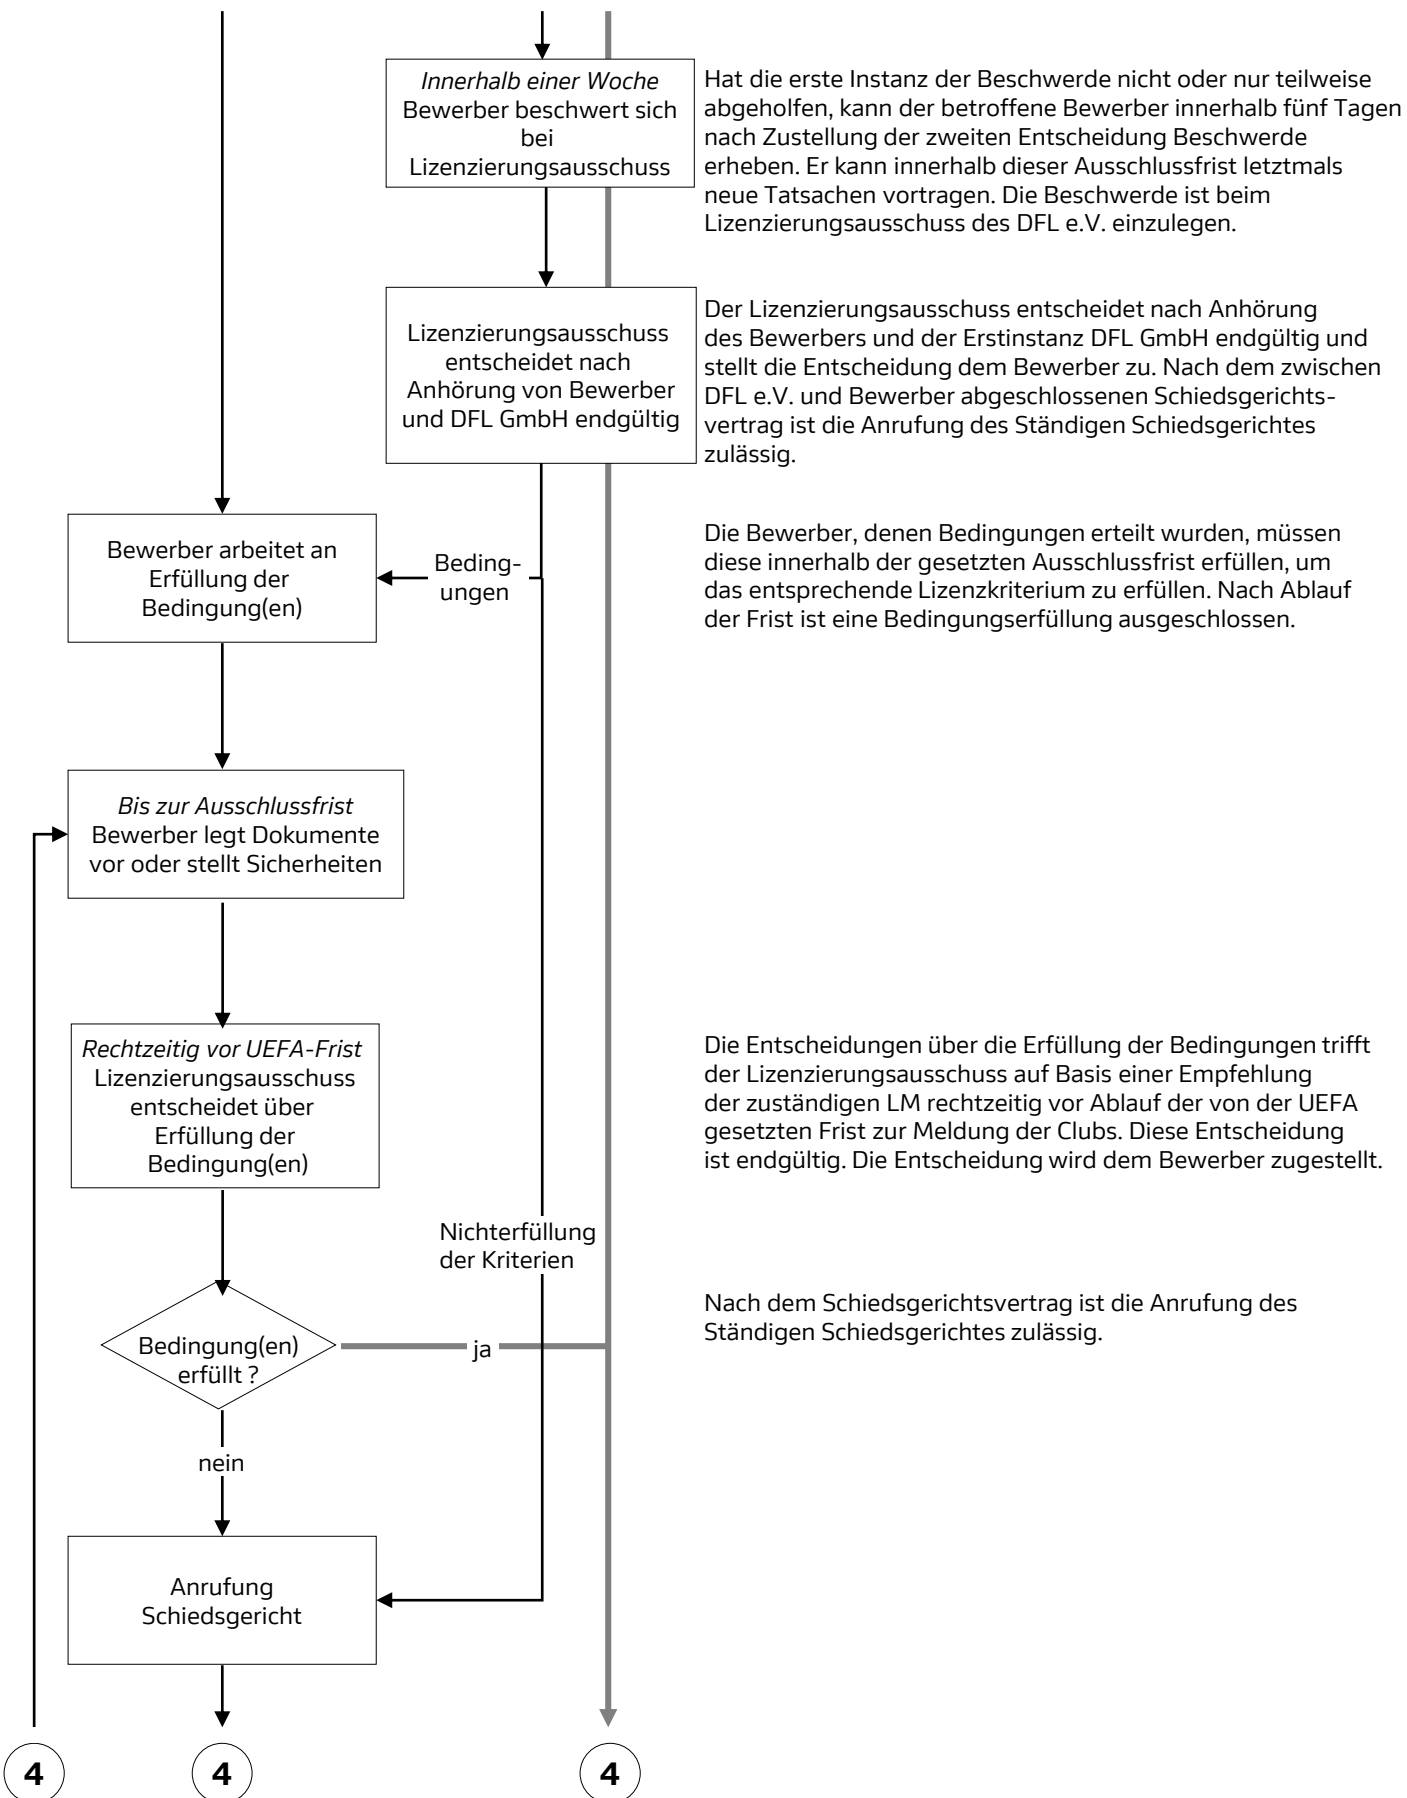 Innerhalb einer Woche
Bewerber beschwert sich
bei
Lizenzierungsausschuss
Hat die erste Instanz der Beschwerde nicht oder nur teilweise
abgeholfen, kann der betroffene Bewerber innerhalb fünf Tagen
nach Zustellung der zweiten Entscheidung Beschwerde
erheben. Er kann innerhalb dieser Ausschlussfrist letztmals
neue Tatsachen vortragen. Die Beschwerde ist beim
Lizenzierungsausschuss des DFL e.V. einzulegen.
Lizenzierungsausschuss
entscheidet nach
Anhörung von Bewerber
und DFL GmbH endgültig
Der Lizenzierungsausschuss entscheidet nach Anhörung
des Bewerbers und der Erstinstanz DFL GmbH endgültig und
stellt die Entscheidung dem Bewerber zu. Nach dem zwischen
DFL e.V. und Bewerber abgeschlossenen Schiedsgerichts-
vertrag ist die Anrufung des Ständigen Schiedsgerichtes
zulässig.
Bewerber arbeitet an
Erfüllung der
Bedingung(en)
Beding-
ungen
Die Bewerber, denen Bedingungen erteilt wurden, müssen
diese innerhalb der gesetzten Ausschlussfrist erfüllen, um
das entsprechende Lizenzkriterium zu erfüllen. Nach Ablauf
der Frist ist eine Bedingungserfüllung ausgeschlossen.
Bis zur Ausschlussfrist
Bewerber legt Dokumente
vor oder stellt Sicherheiten
Rechtzeitig vor UEFA-Frist
Lizenzierungsausschuss
entscheidet über
Erfüllung der
Bedingung(en)
Die Entscheidungen über die Erfüllung der Bedingungen trifft
der Lizenzierungsausschuss auf Basis einer Empfehlung
der zuständigen LM rechtzeitig vor Ablauf der von der UEFA
gesetzten Frist zur Meldung der Clubs. Diese Entscheidung
ist endgültig. Die Entscheidung wird dem Bewerber zugestellt.
Nichterfüllung
der Kriterien
Bedingung(en)
erfüllt ?
ja
Nach dem Schiedsgerichtsvertrag ist die Anrufung des
Ständigen Schiedsgerichtes zulässig.
nein
Anrufung
Schiedsgericht
4
4
4